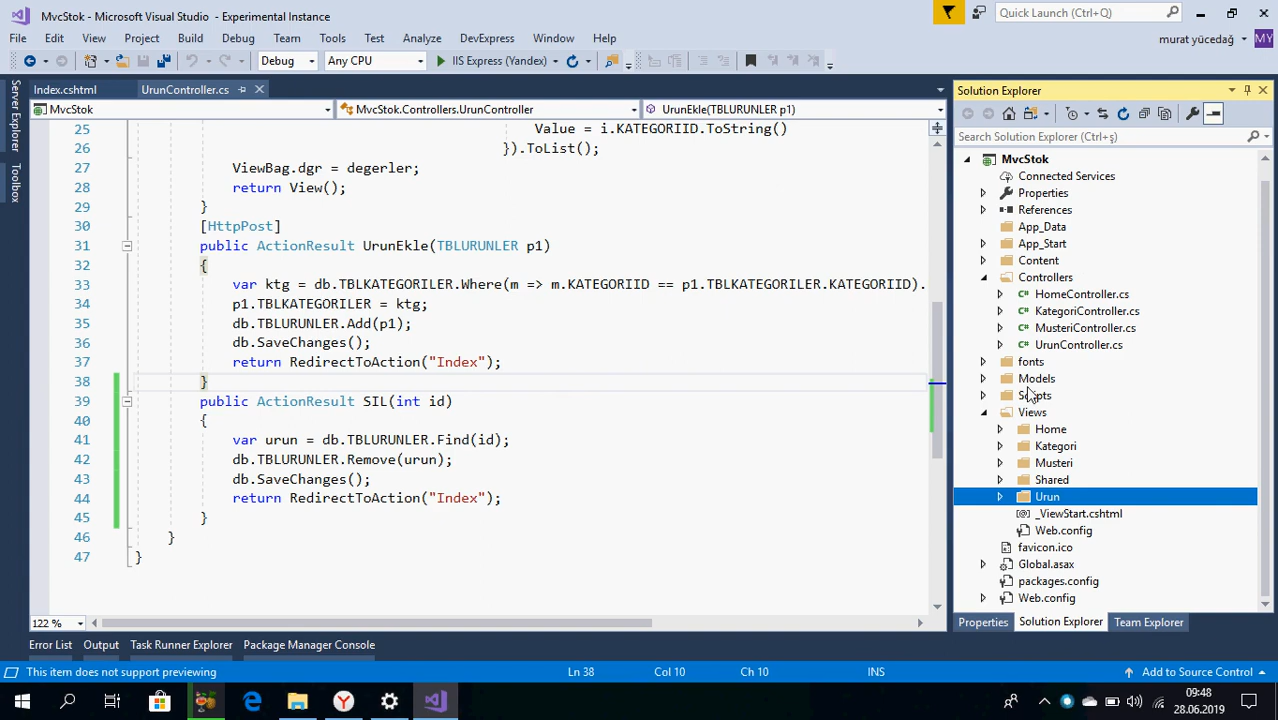 MvcStok - Microsoft Visual Studio - Experimental Instance
Quick Launch (Ctrl+Q)
File Edit View Project Build Debug Team Tools Test Analyze DevExpress Window Help
murat yücedağ MY
Debug Any CPU IIS Express (Yandex)
Server Explorer
Toolbox
Index.cshtml UrunController.cs
MvcStok MvcStok.Controllers.UrunController UrunEkle(TBLURUNLER p1)
25 Value = i.KATEGORIID.ToString()
26 }).ToList();
27 ViewBag.dgr = degerler;
28 return View();
29 }
30 [HttpPost]
31 public ActionResult UrunEkle(TBLURUNLER p1)
32 {
33 var ktg = db.TBLKATEGORILER.Where(m => m.KATEGORIID == p1.TBLKATEGORILER.KATEGORIID).
34 p1.TBLKATEGORILER = ktg;
35 db.TBLURUNLER.Add(p1);
36 db.SaveChanges();
37 return RedirectToAction("Index");
38 }
39 public ActionResult SIL(int id)
40 {
41 var urun = db.TBLURUNLER.Find(id);
42 db.TBLURUNLER.Remove(urun);
43 db.SaveChanges();
44 return RedirectToAction("Index");
45 }
46 }
47 }
122 %
Solution Explorer
Search Solution Explorer (Ctrl+ş)
MvcStok
Connected Services
Properties
References
App_Data
App_Start
Content
Controllers
C# HomeController.cs
C# KategoriController.cs
C# MusteriController.cs
C# UrunController.cs
fonts
Models
Scripts
Views
Home
Kategori
Musteri
Shared
Urun
[@] _ViewStart.cshtml
Web.config
favicon.ico
Global.asax
packages.config
Web.config
Properties Solution Explorer Team Explorer
Error List Output Task Runner Explorer Package Manager Console
This item does not support previewing Ln 38 Col 10 Ch 10 INS Add to Source Control
09:48
28.06.2019